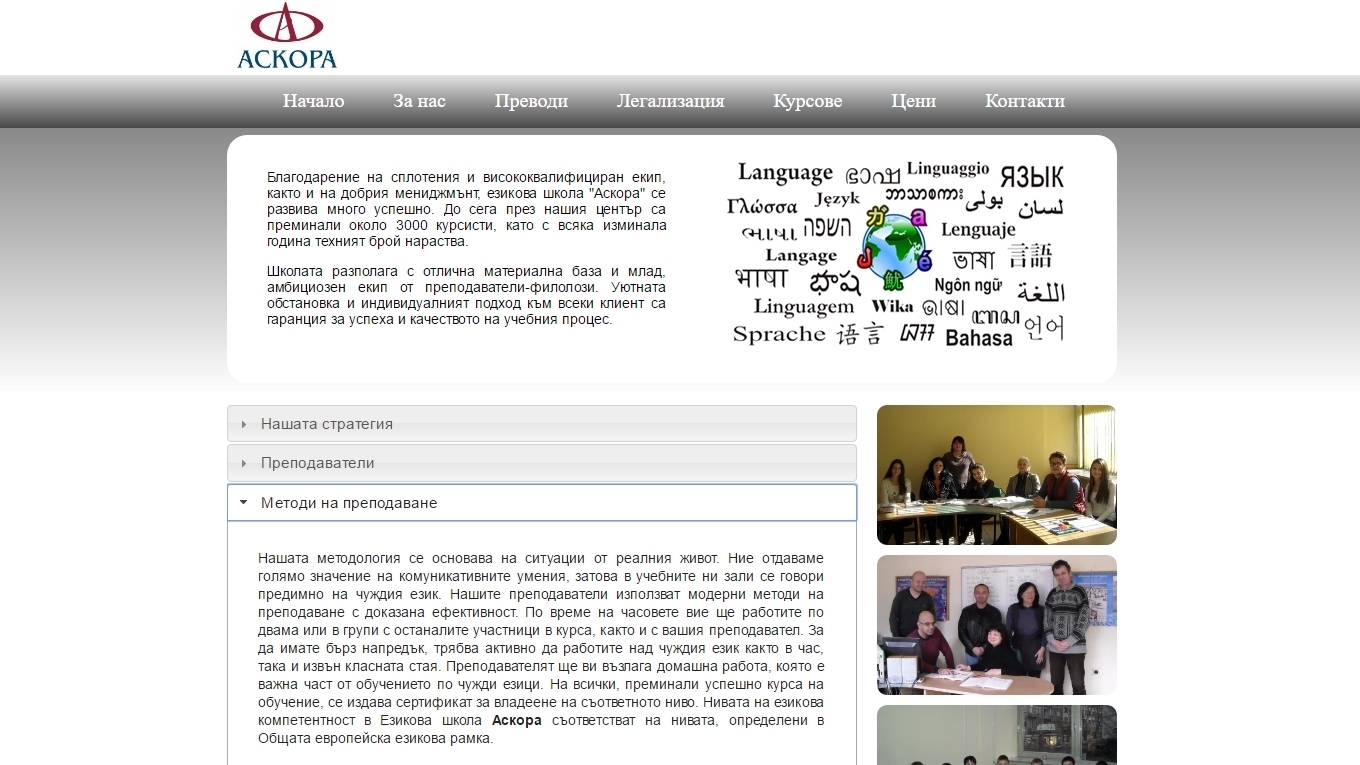 АСКОРА
Начало За нас Преводи Легализация Курсове Цени Контакти
Благодарение на сплотения и висококвалифициран екип,
както и на добрия мениджмънт, езикова школа "Аскора" се
развива много успешно. До сега през нашия център са
преминали около 3000 курсисти, като с всяка изминала
година техният брой нараства.
Школата разполага с отлична материална база и млад,
амбициозен екип от преподаватели-филолози. Уютната
обстановка и индивидуалният подход към всеки клиент са
гаранция за успеха и качеството на учебния процес.
Language ভাষা Linguaggio ЯЗЫК
Γλώσσα Język ဘာသာစကား بولی لسان
השפה Lenguaje
Langage ভাষা 言語
भाषा భాష Ngôn ngữ اللغة
Linguagem Wika ଭାଷା
Sprache 语言 Bahasa 언어
Нашата стратегия
Преподаватели
Методи на преподаване
Нашата методология се основава на ситуации от реалния живот. Ние отдаваме
голямо значение на комуникативните умения, затова в учебните ни зали се говори
предимно на чуждия език. Нашите преподаватели използват модерни методи на
преподаване с доказана ефективност. По време на часовете вие ще работите по
двама или в групи с останалите участници в курса, както и с вашия преподавател. За
да имате бърз напредък, трябва активно да работите над чуждия език както в час,
така и извън класната стая. Преподавателят ще ви възлага домашна работа, която е
важна част от обучението по чужди езици. На всички, преминали успешно курса на
обучение, се издава сертификат за владеене на съответното ниво. Нивата на езикова
компетентност в Езикова школа Аскора съответстват на нивата, определени в
Общата европейска езикова рамка.